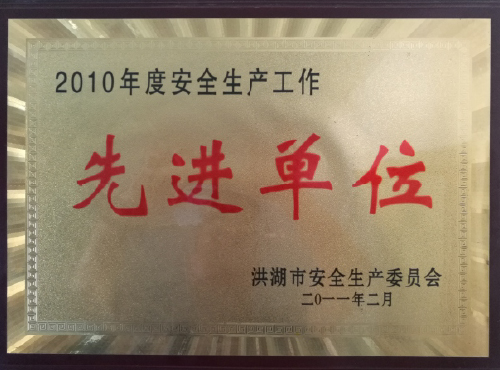 2010年度安全生产工作
先进单位
洪湖市安全生产委员会
二0一一年二月